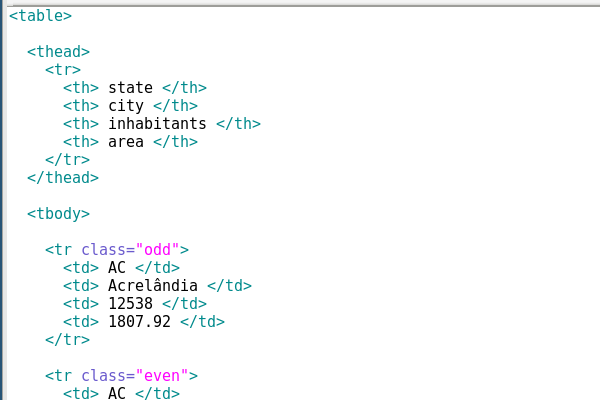 <table>
<thead>
<tr>
<th> state </th>
<th> city </th>
<th> inhabitants </th>
<th> area </th>
</tr>
</thead>
<tbody>
<tr class="odd">
<td> AC </td>
<td> Acrelândia </td>
<td> 12538 </td>
<td> 1807.92 </td>
</tr>
<tr class="even">
<td> AC </td>